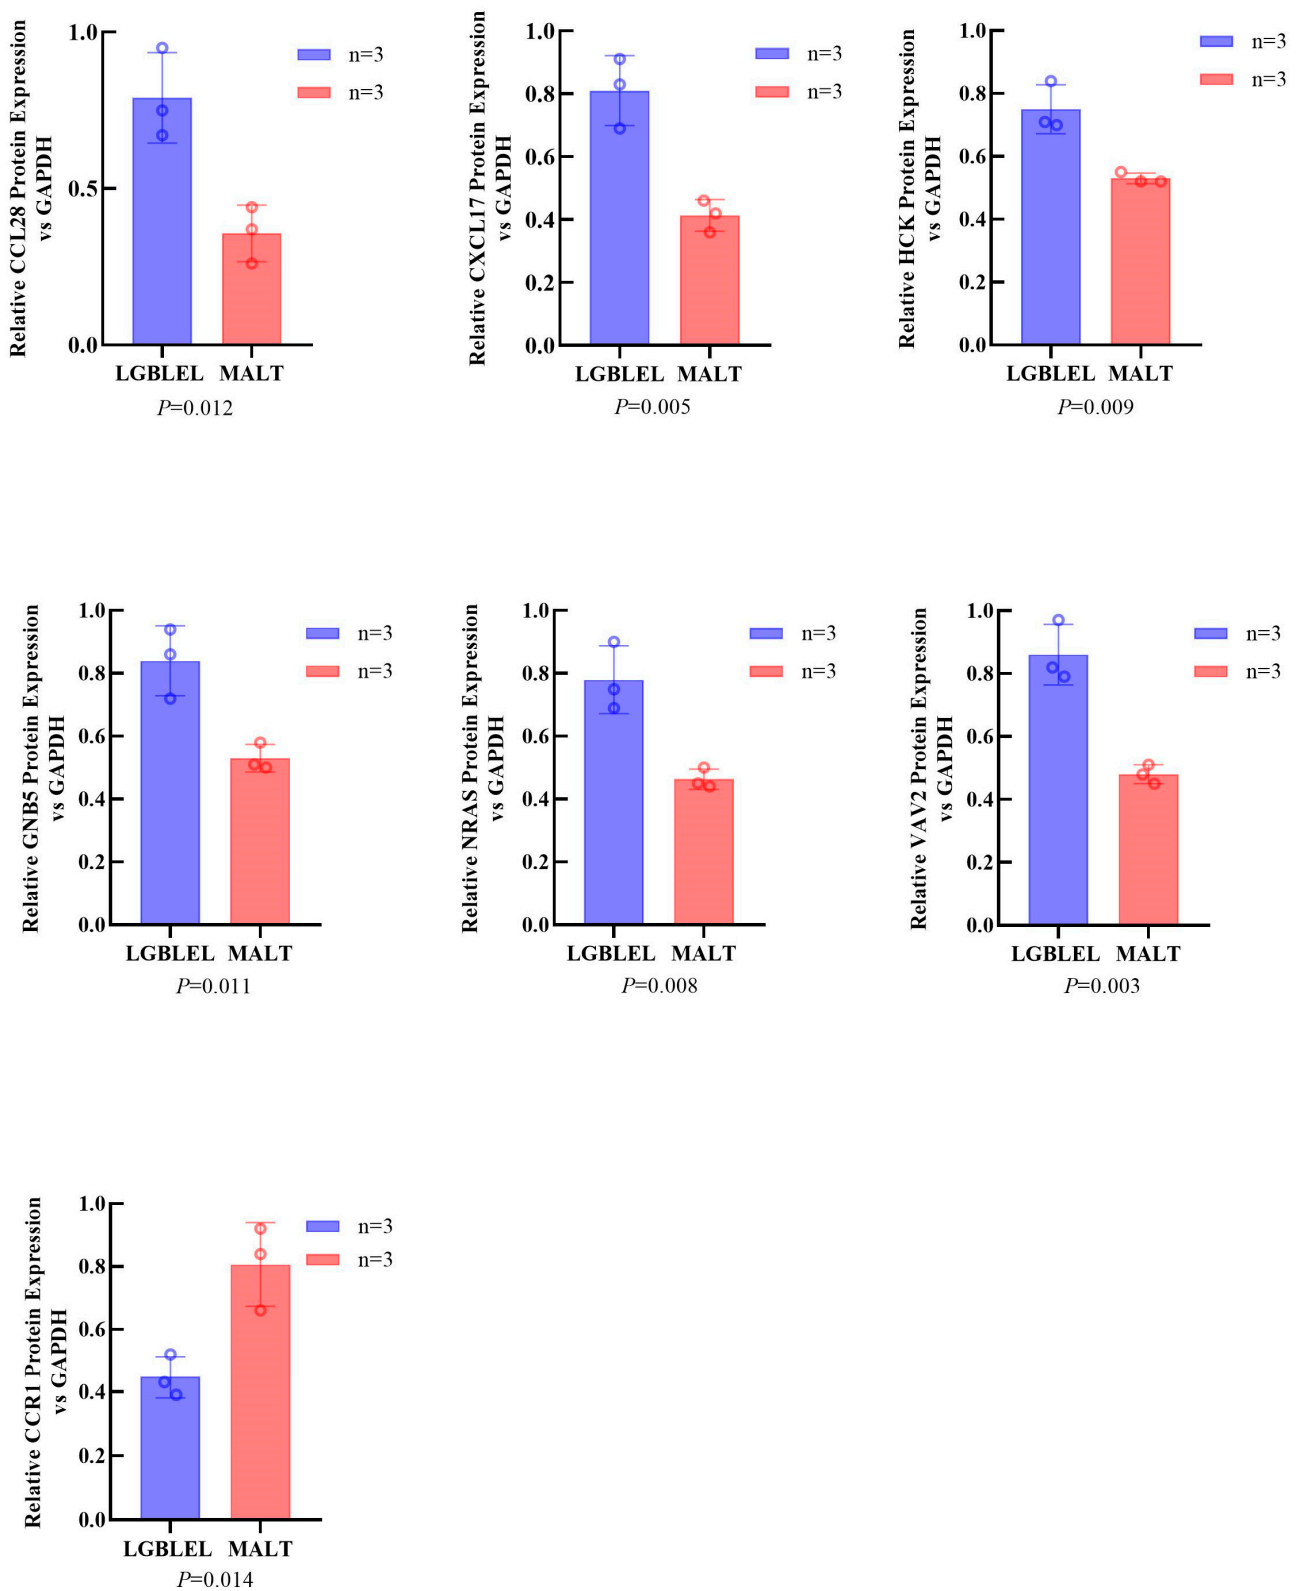 Relative CCL28 Protein Expression
vs GAPDH
1.0
0.5
0.0
n=3
n=3
LGBLEL MALT
P=0.012
Relative CXCL17 Protein Expression
vs GAPDH
1.0
0.8
0.6
0.4
0.2
0.0
n=3
n=3
LGBLEL MALT
P=0.005
Relative HCK Protein Expression
vs GAPDH
1.0
0.8
0.6
0.4
0.2
0.0
n=3
n=3
LGBLEL MALT
P=0.009
Relative GNB5 Protein Expression
vs GAPDH
1.0
0.8
0.6
0.4
0.2
0.0
n=3
n=3
LGBLEL MALT
P=0.011
Relative NRAS Protein Expression
vs GAPDH
1.0
0.8
0.6
0.4
0.2
0.0
n=3
n=3
LGBLEL MALT
P=0.008
Relative VAV2 Protein Expression
vs GAPDH
1.0
0.8
0.6
0.4
0.2
0.0
n=3
n=3
LGBLEL MALT
P=0.003
Relative CCR1 Protein Expression
vs GAPDH
1.0
0.8
0.6
0.4
0.2
0.0
n=3
n=3
LGBLEL MALT
P=0.014